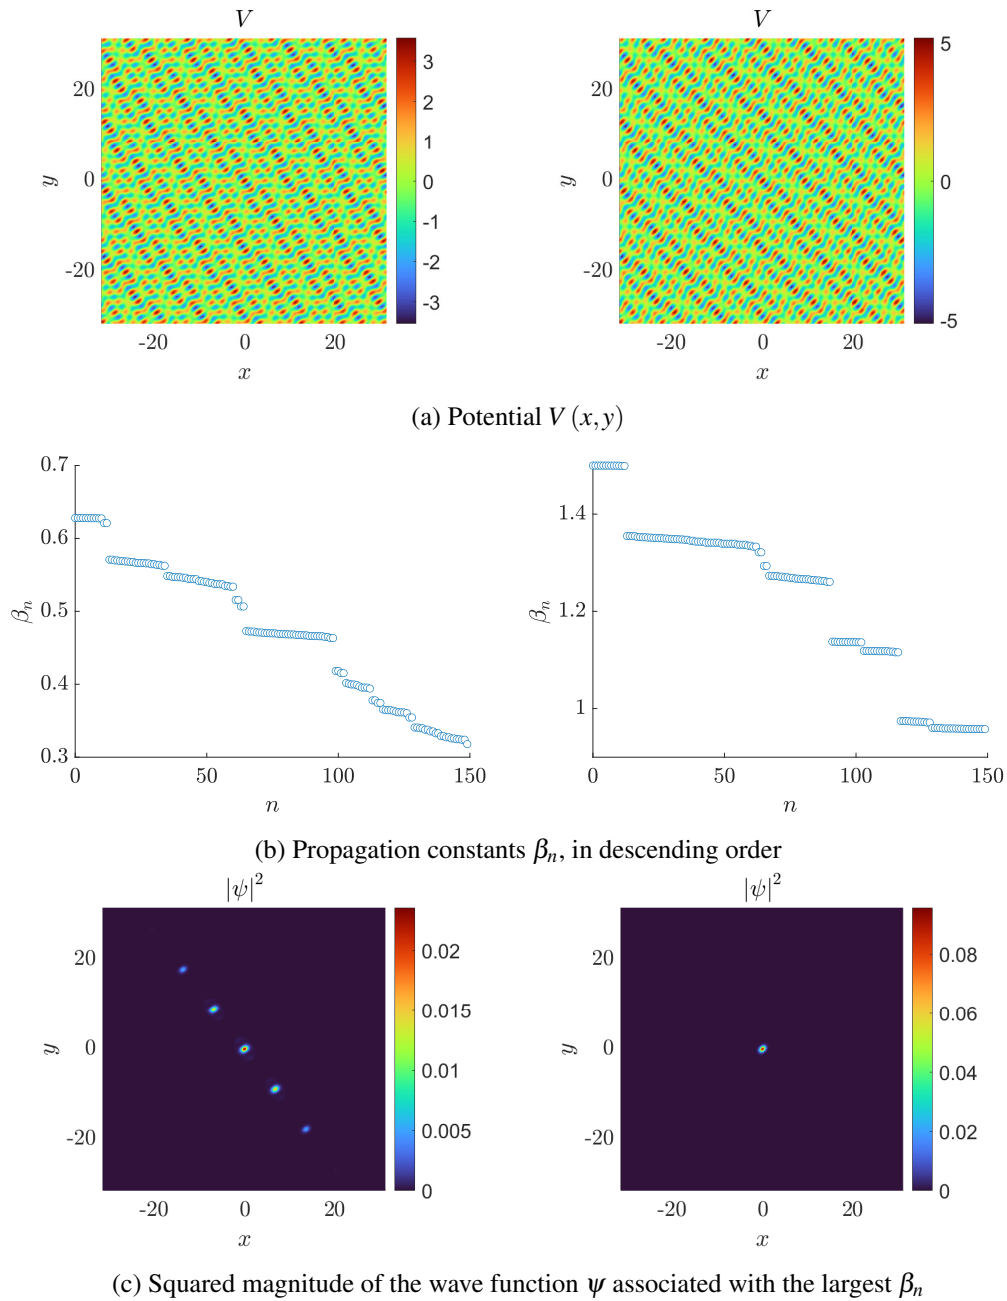 V V
20 0 -20
3 2 1 0 -1 -2 -3
20 0 -20
5 0 -5
y y
-20 0 20 -20 0 20
x x
(a) Potential V (x, y)
0.7 0.6 0.5 0.4 0.3
1.4 1.2 1
βn βn
0 50 100 150 0 50 100 150
n n
(b) Propagation constants βn, in descending order
|ψ|² |ψ|²
20 0 -20
0.02 0.015 0.01 0.005 0
20 0 -20
0.08 0.06 0.04 0.02 0
y y
-20 0 20 -20 0 20
x x
(c) Squared magnitude of the wave function ψ associated with the largest βn